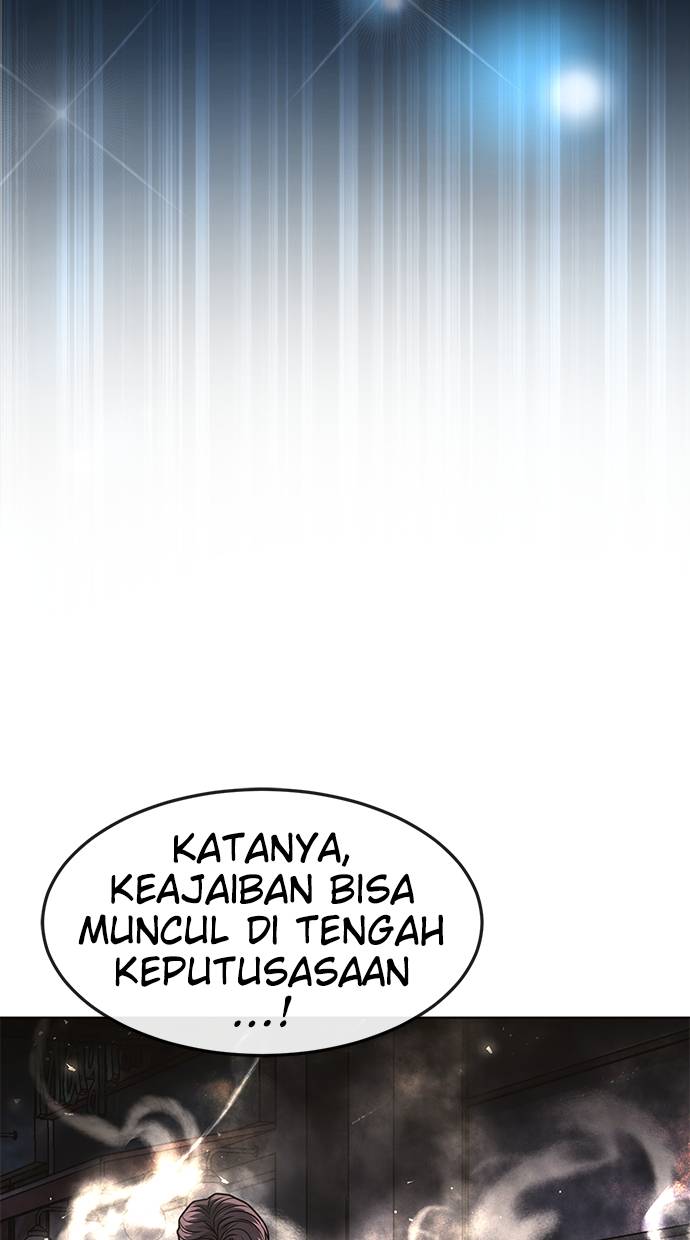 KATANYA,
KEAJAIBAN BISA
MUNCUL DI TENGAH
KEPUTUSASAAN
...!